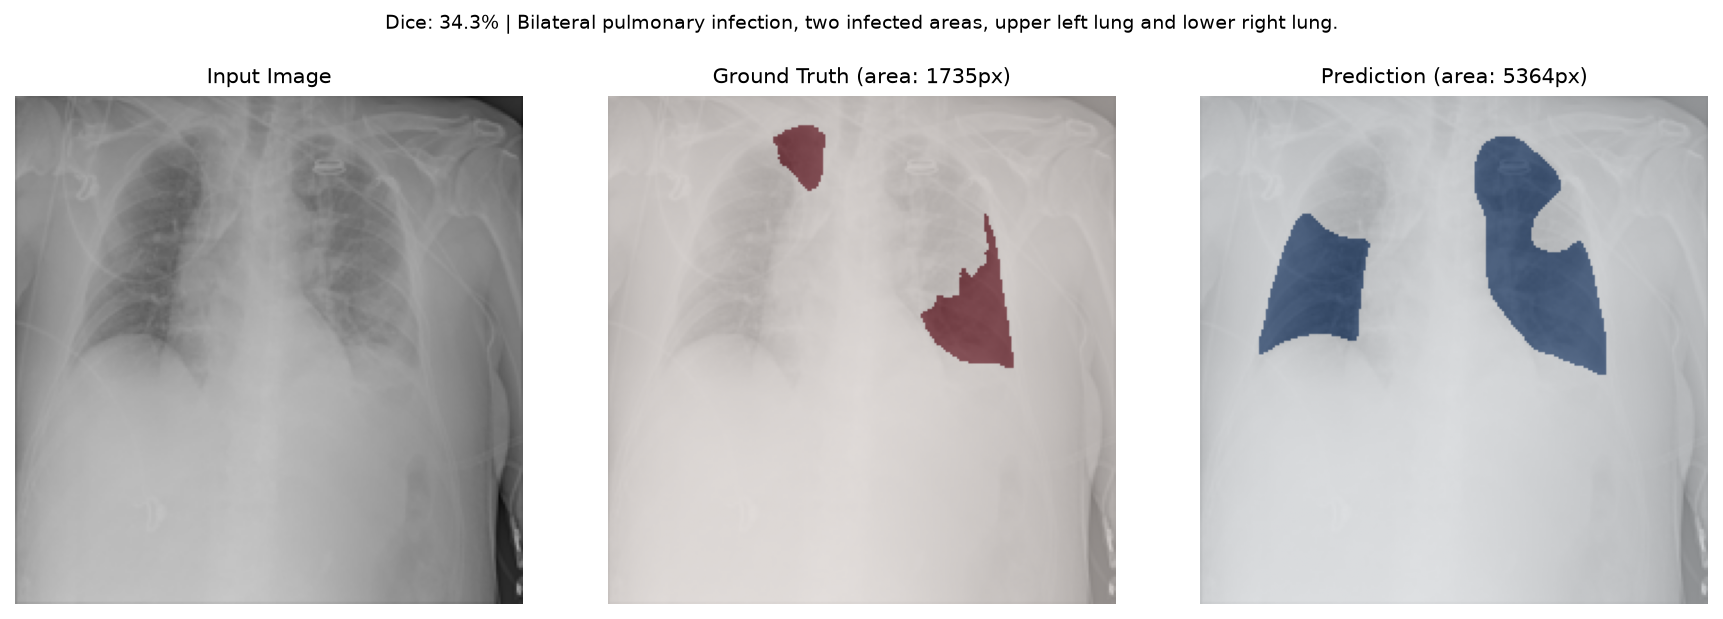 Dice: 34.3% | Bilateral pulmonary infection, two infected areas, upper left lung and lower right lung.
Input Image
Ground Truth (area: 1735px)
Prediction (area: 5364px)